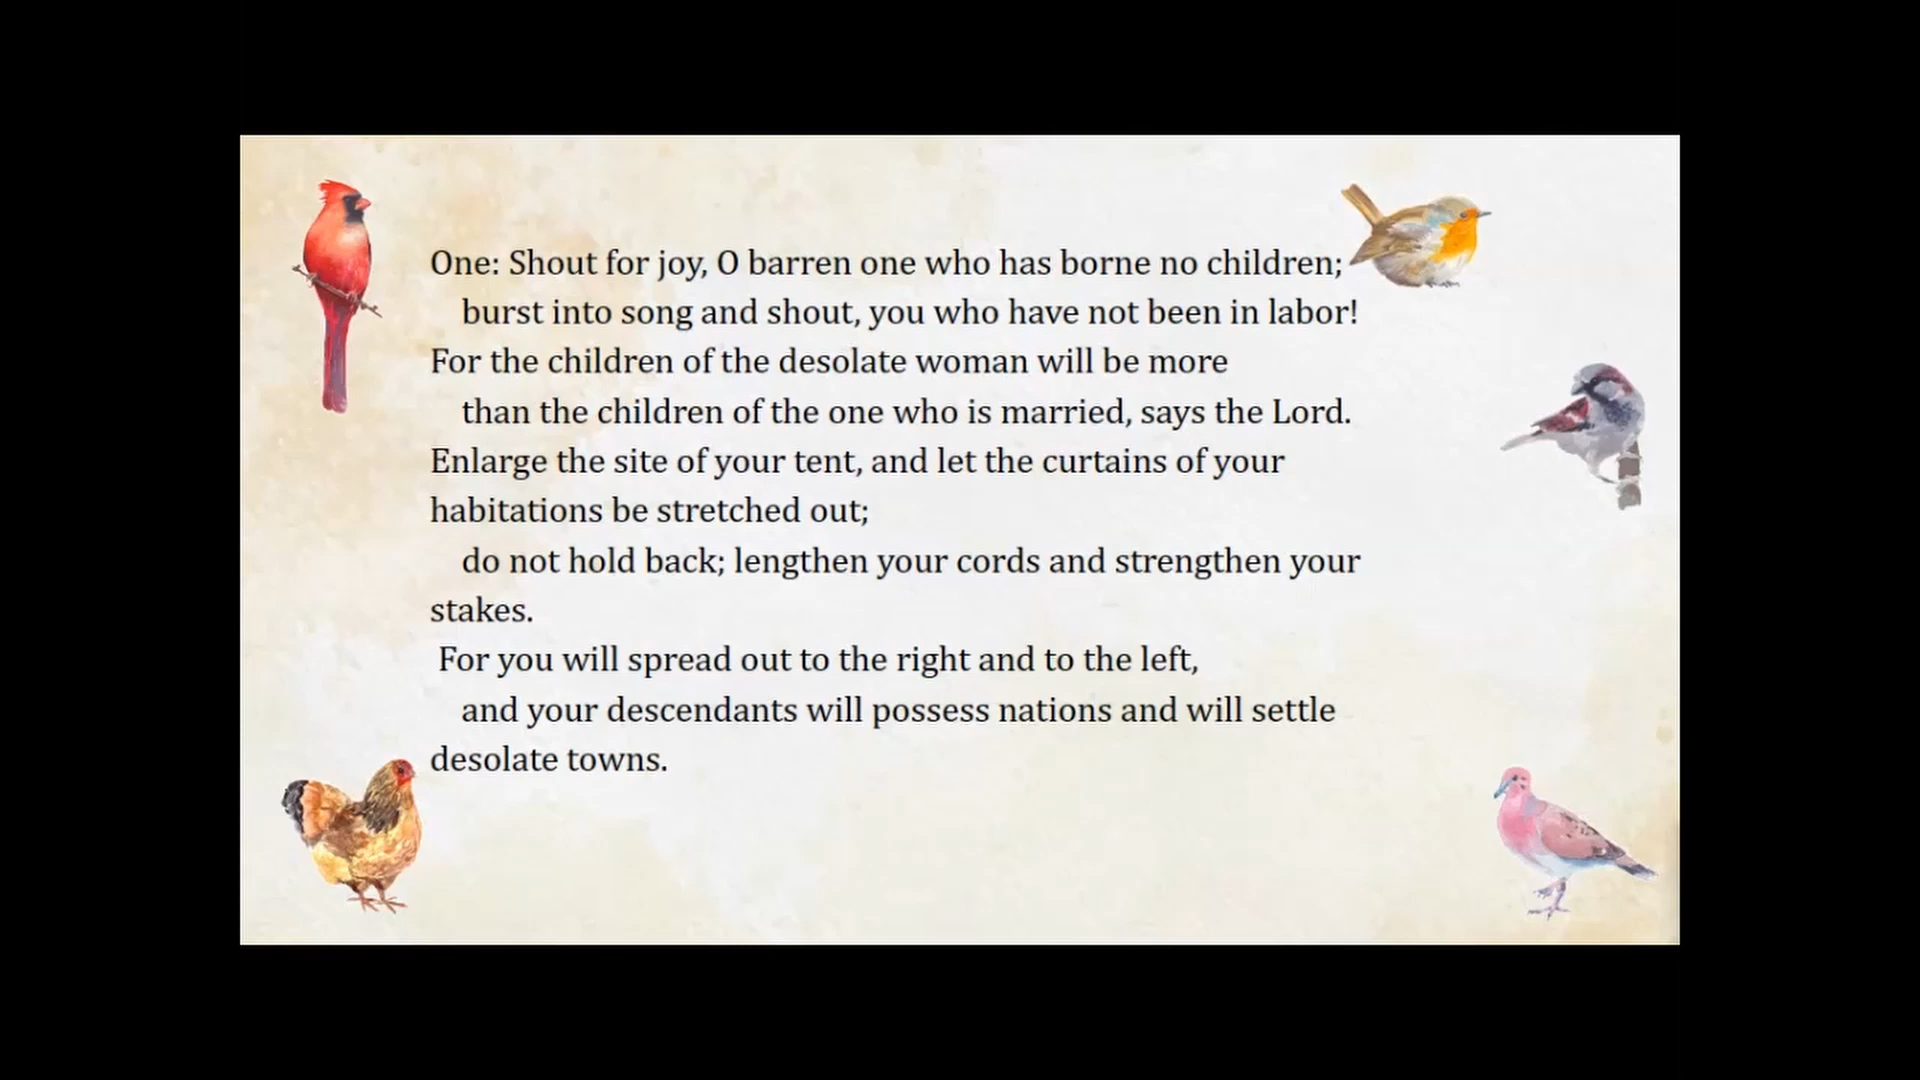 One: Shout for joy, O barren one who has borne no children;
burst into song and shout, you who have not been in labor!
For the children of the desolate woman will be more
than the children of the one who is married, says the Lord.
Enlarge the site of your tent, and let the curtains of your
habitations be stretched out;
do not hold back; lengthen your cords and strengthen your
stakes.
For you will spread out to the right and to the left,
and your descendants will possess nations and will settle
desolate towns.